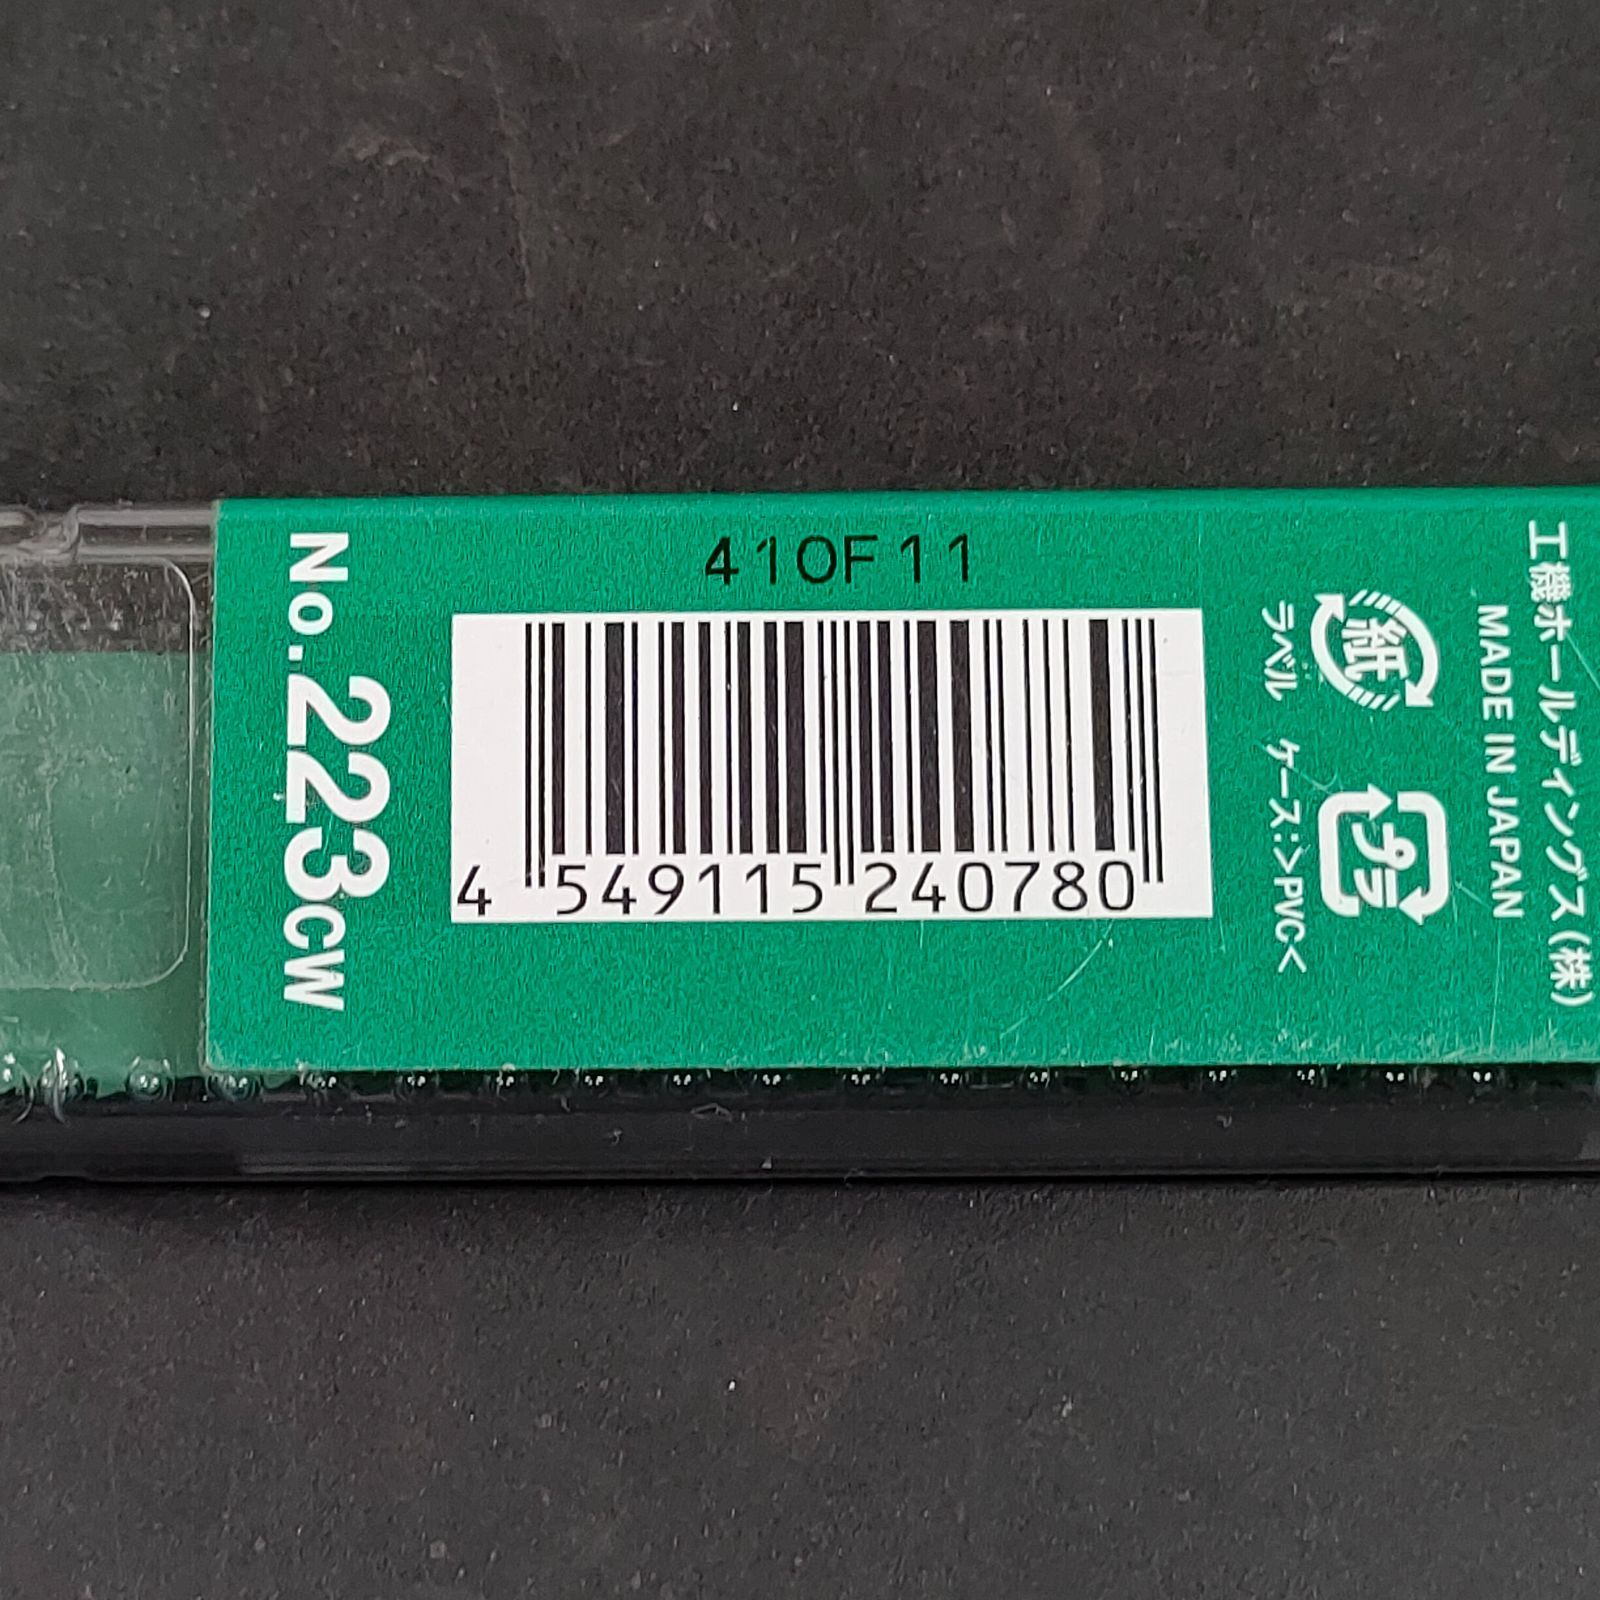 No.223CW
410F11
4 549115 240780
紙
ラベル
プラ
ケース:>PVC<
MADE IN JAPAN
工機ホールディングス(株)